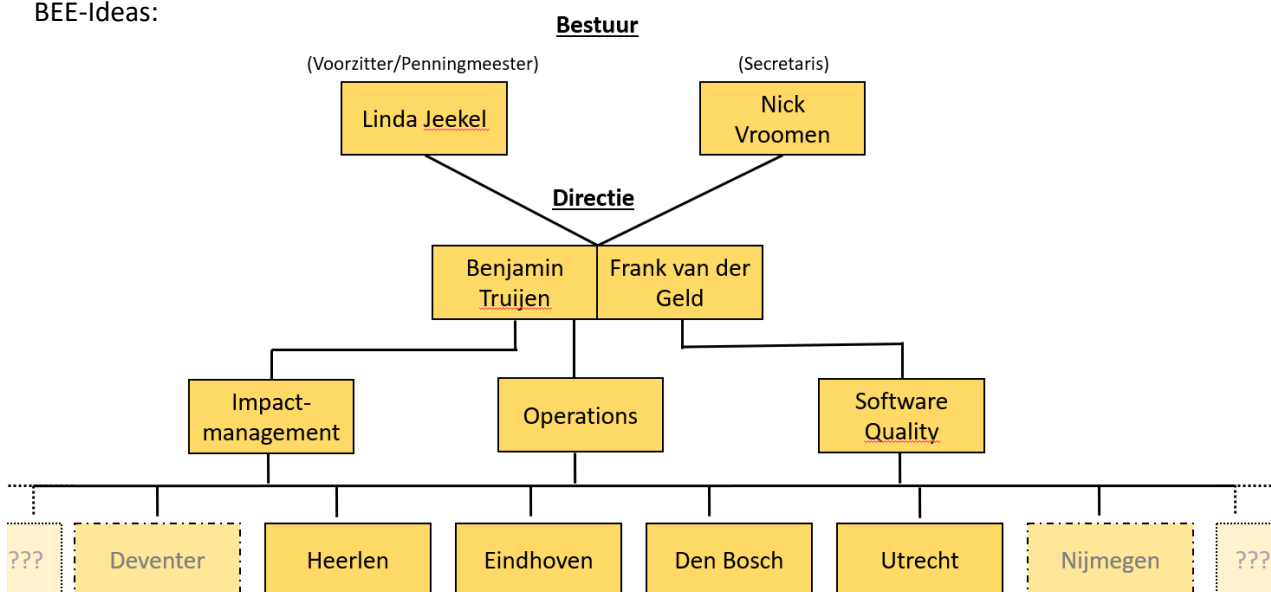 BEE-Ideas:
Bestuur
(Voorzitter/Penningmeester)
(Secretaris)
Linda Jeekel
Nick
Vroomen
Directie
Benjamin
Truijen
Frank van der
Geld
Impact-
management
Operations
Software
Quality
???
Deventer
Heerlen
Eindhoven
Den Bosch
Utrecht
Nijmegen
???